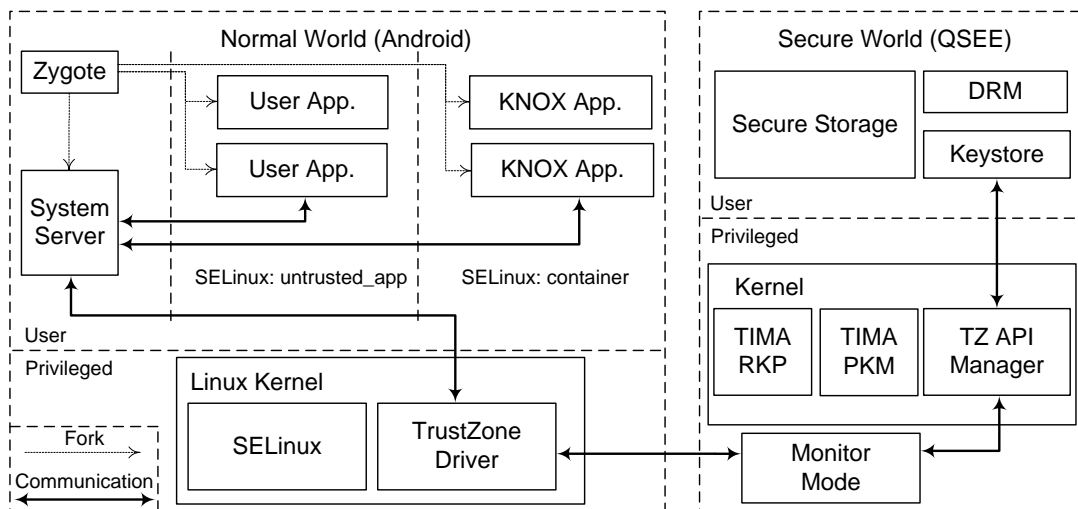 Normal World (Android)
Zygote
User App.
KNOX App.
User App.
KNOX App.
System
Server
SELinux: untrusted_app
SELinux: container
User
Privileged
Linux Kernel
SELinux
TrustZone
Driver
Fork
Communication
Secure World (QSEE)
Secure Storage
DRM
Keystore
User
Privileged
Kernel
TIMA
RKP
TIMA
PKM
TZ API
Manager
Monitor
Mode